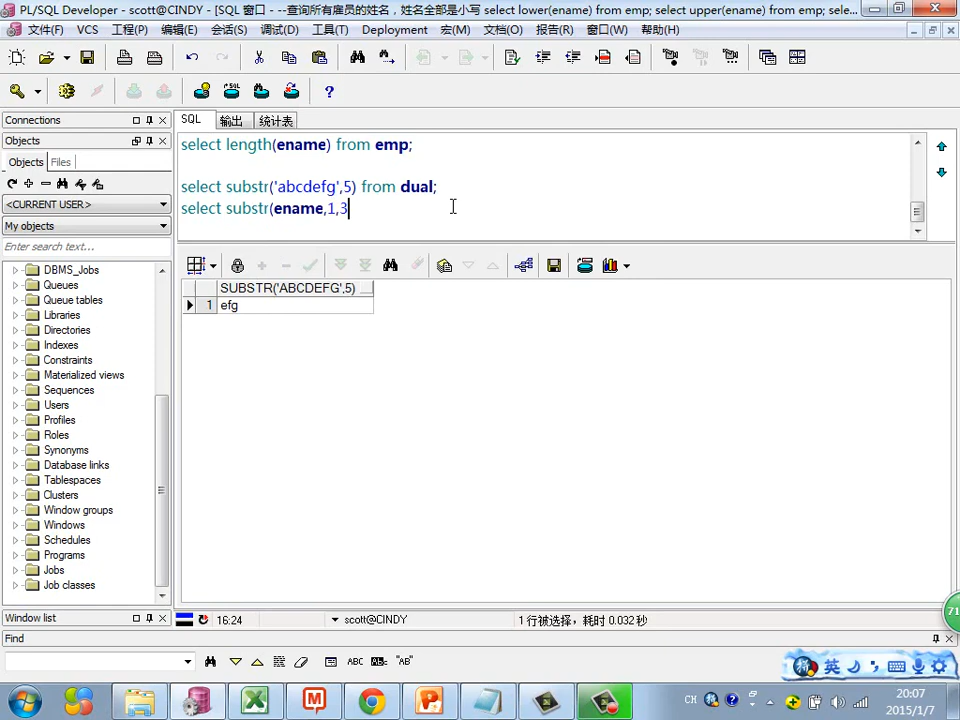 PL/SQL Developer - scott@CINDY - [SQL 窗口 - --查询所有雇员的姓名，姓名全部是小写 select lower(ename) from emp; select upper(ename) from emp; sele...
文件(F) VCS 工程(P) 编辑(E) 会话(S) 调试(D) 工具(T) Deployment 宏(M) 文档(O) 报告(R) 窗口(W) 帮助(H)
Connections
Objects
Objects Files
<CURRENT USER>
My objects
Enter search text...
DBMS_Jobs
Queues
Queue tables
Libraries
Directories
Indexes
Constraints
Materialized views
Sequences
Users
Profiles
Roles
Synonyms
Database links
Tablespaces
Clusters
Window groups
Windows
Schedules
Programs
Jobs
Job classes
Window list
SQL 输出 统计表
select length(ename) from emp;
select substr('abcdefg',5) from dual;
select substr(ename,1,3
SUBSTR('ABCDEFG',5)
1 efg
16:24 scott@CINDY 1 行被选择，耗时 0.032 秒
71
Find
ABC "AB"
英
CH
20:07
2015/1/7